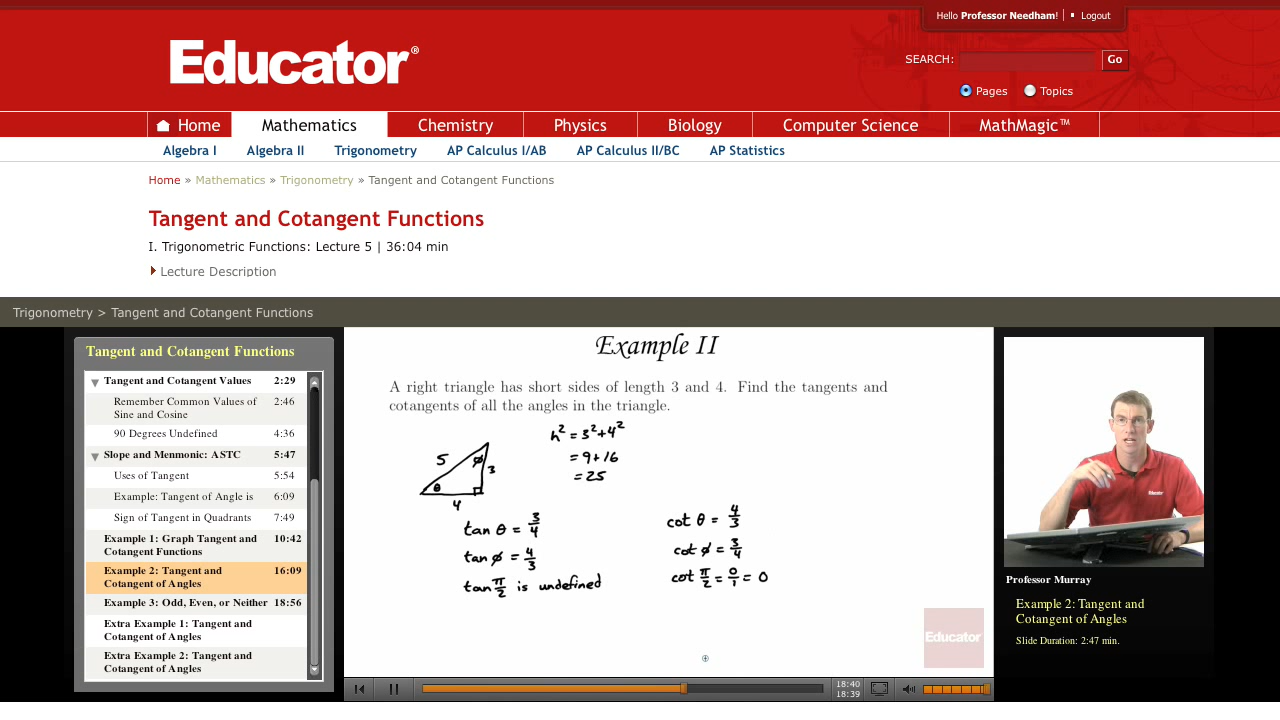 Hello Professor Needham! Logout
Educator®
SEARCH: Go
Pages Topics
Home Mathematics Chemistry Physics Biology Computer Science MathMagic™
Algebra I Algebra II Trigonometry AP Calculus I/AB AP Calculus II/BC AP Statistics
Home » Mathematics » Trigonometry » Tangent and Cotangent Functions
Tangent and Cotangent Functions
I. Trigonometric Functions: Lecture 5 | 36:04 min
Lecture Description
Trigonometry > Tangent and Cotangent Functions
Tangent and Cotangent Functions
Tangent and Cotangent Values 2:29
Remember Common Values of 2:46
Sine and Cosine
90 Degrees Undefined 4:36
Slope and Menmonic: ASTC 5:47
Uses of Tangent 5:54
Example: Tangent of Angle is 6:09
Sign of Tangent in Quadrants 7:49
Example 1: Graph Tangent and 10:42
Cotangent Functions
Example 2: Tangent and 16:09
Cotangent of Angles
Example 3: Odd, Even, or Neither 18:56
Extra Example 1: Tangent and
Cotangent of Angles
Extra Example 2: Tangent and
Cotangent of Angles
Example II
A right triangle has short sides of length 3 and 4. Find the tangents and
cotangents of all the angles in the triangle.
h² = 3² + 4²
= 9 + 16
= 25
5 ϕ 3
θ
4
tan θ = 3/4
tan ϕ = 4/3
tan π/2 is undefined
cot θ = 4/3
cot ϕ = 3/4
cot π/2 = 0/1 = 0
Educator
18:40
18:39
Professor Murray
Example 2: Tangent and
Cotangent of Angles
Slide Duration: 2:47 min.